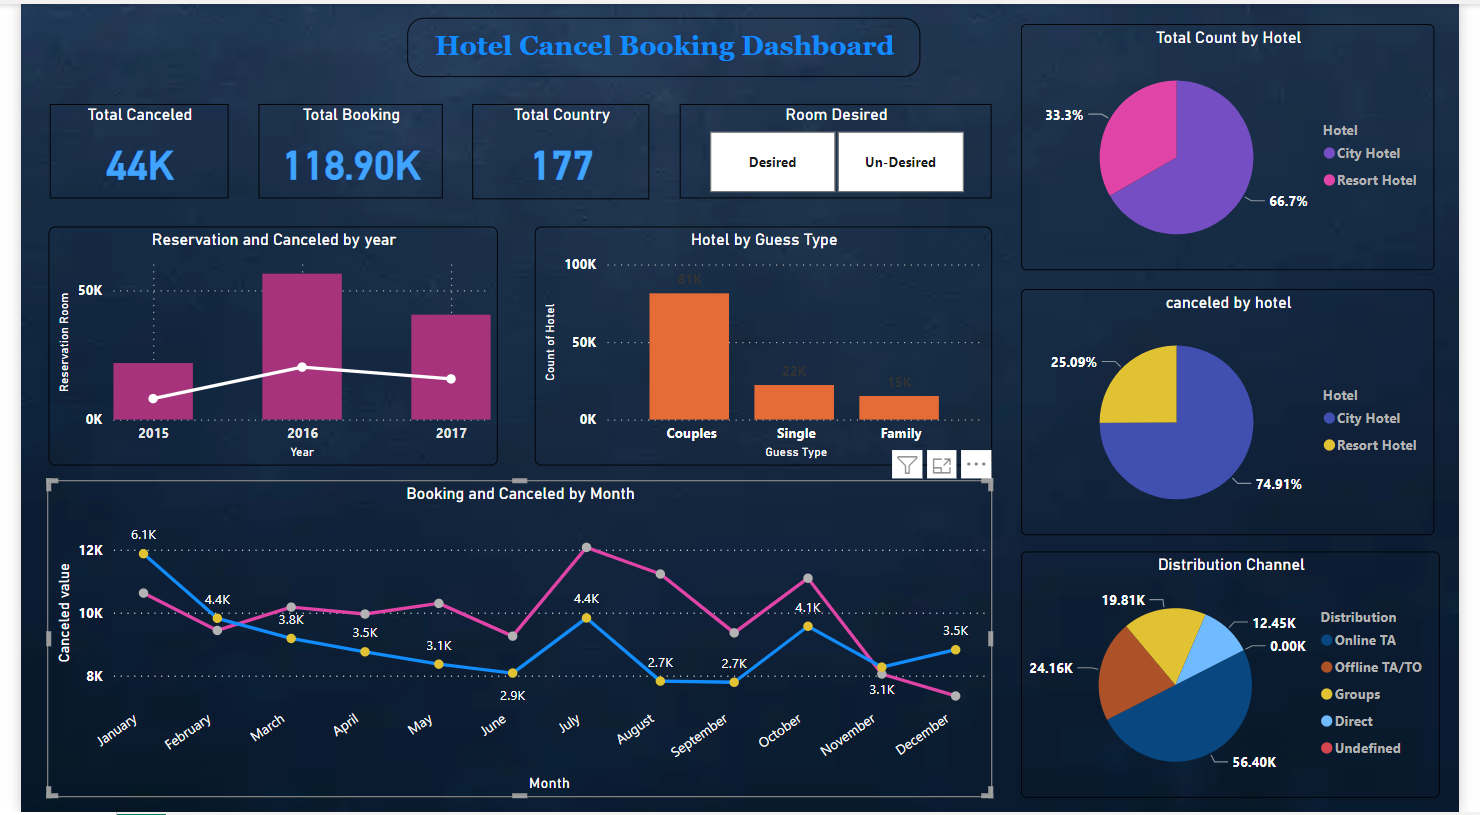 Hotel Cancel Booking Dashboard
Total Canceled
44K
Total Booking
118.90K
Total Country
177
Room Desired
Desired
Un-Desired
Reservation and Canceled by year
Reservation Room
50K
0K
2015
2016
2017
Year
Hotel by Guess Type
Count of Hotel
100K
50K
0K
81K
22K
15K
Couples
Single
Family
Guess Type
Booking and Canceled by Month
Canceled value
12K
10K
8K
6.1K
4.4K
3.8K
3.5K
3.1K
2.9K
4.4K
2.7K
2.7K
4.1K
3.1K
3.5K
January
February
March
April
May
June
July
August
September
October
November
December
Month
Total Count by Hotel
33.3%
66.7%
Hotel
City Hotel
Resort Hotel
canceled by hotel
25.09%
74.91%
Hotel
City Hotel
Resort Hotel
Distribution Channel
19.81K
12.45K
0.00K
24.16K
56.40K
Distribution
Online TA
Offline TA/TO
Groups
Direct
Undefined